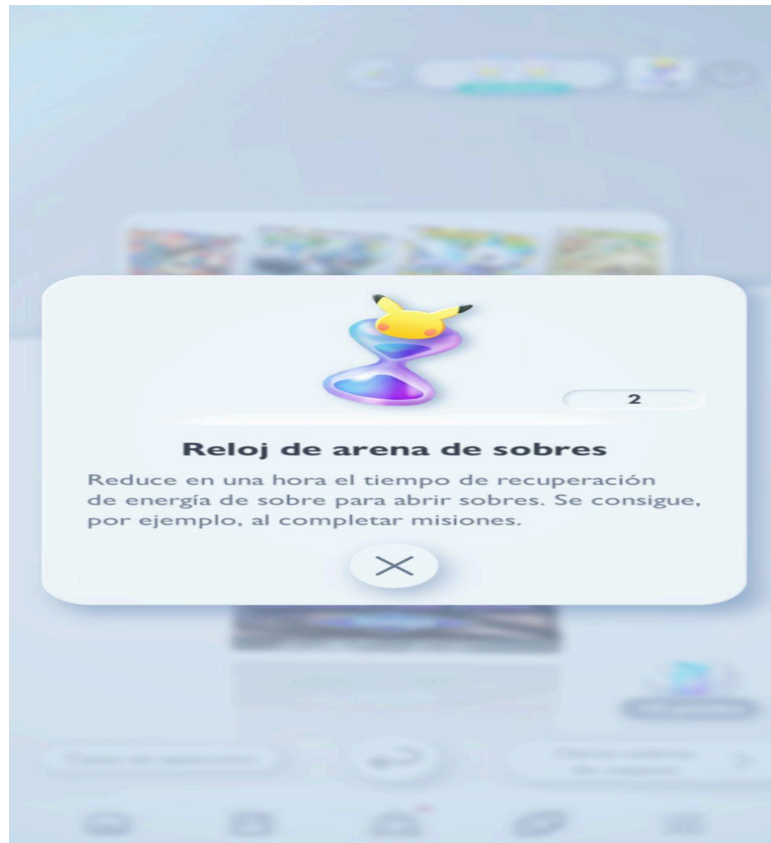 2
Reloj de arena de sobres
Reduce en una hora el tiempo de recuperación
de energía de sobre para abrir sobres. Se consigue,
por ejemplo, al completar misiones.